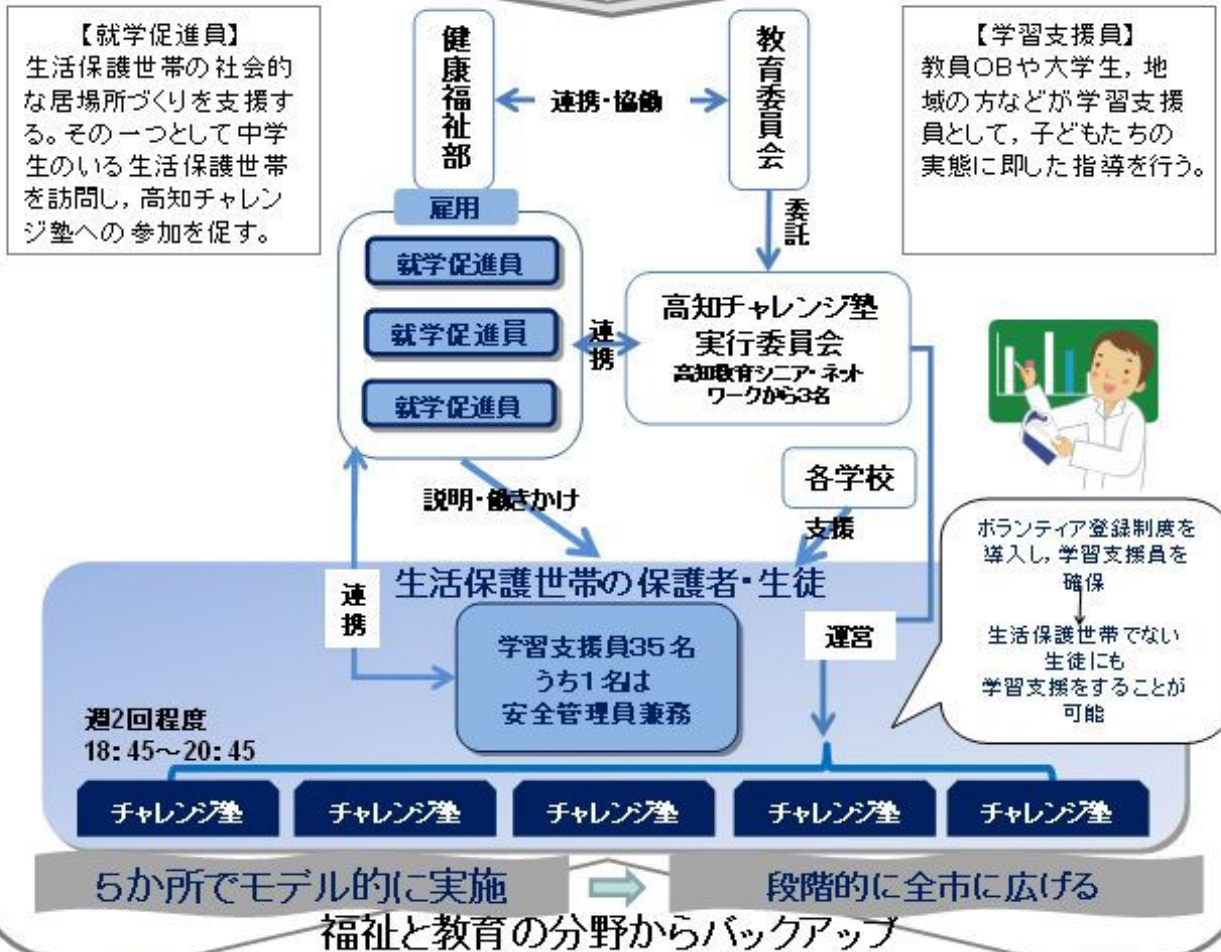 【就学促進員】
生活保護世帯の社会的
な居場所づくりを支援す
る。その一つとして中学
生のいる生活保護世帯
を訪問し，高知チャレン
ジ塾への参加を促す。
健康福祉部
連携・協働
教育委員会
【学習支援員】
教員OBや大学生，地
域の方などが学習支援
員として，子どもたちの
実態に即した指導を行う。
雇用
就学促進員
就学促進員
就学促進員
委託
連携
高知チャレンジ塾
実行委員会
高知教育シニア・ネット
ワークから3名
各学校
説明・働きかけ
支援
ボランティア登録制度を
導入し，学習支援員を
確保
生活保護世帯でない
生徒にも
学習支援をすることが
可能
生活保護世帯の保護者・生徒
連携
学習支援員35名
うち1名は
安全管理員兼務
運営
週2回程度
18：45～20：45
チャレンジ塾
チャレンジ塾
チャレンジ塾
チャレンジ塾
チャレンジ塾
５か所でモデル的に実施
段階的に全市に広げる
福祉と教育の分野からバックアップ